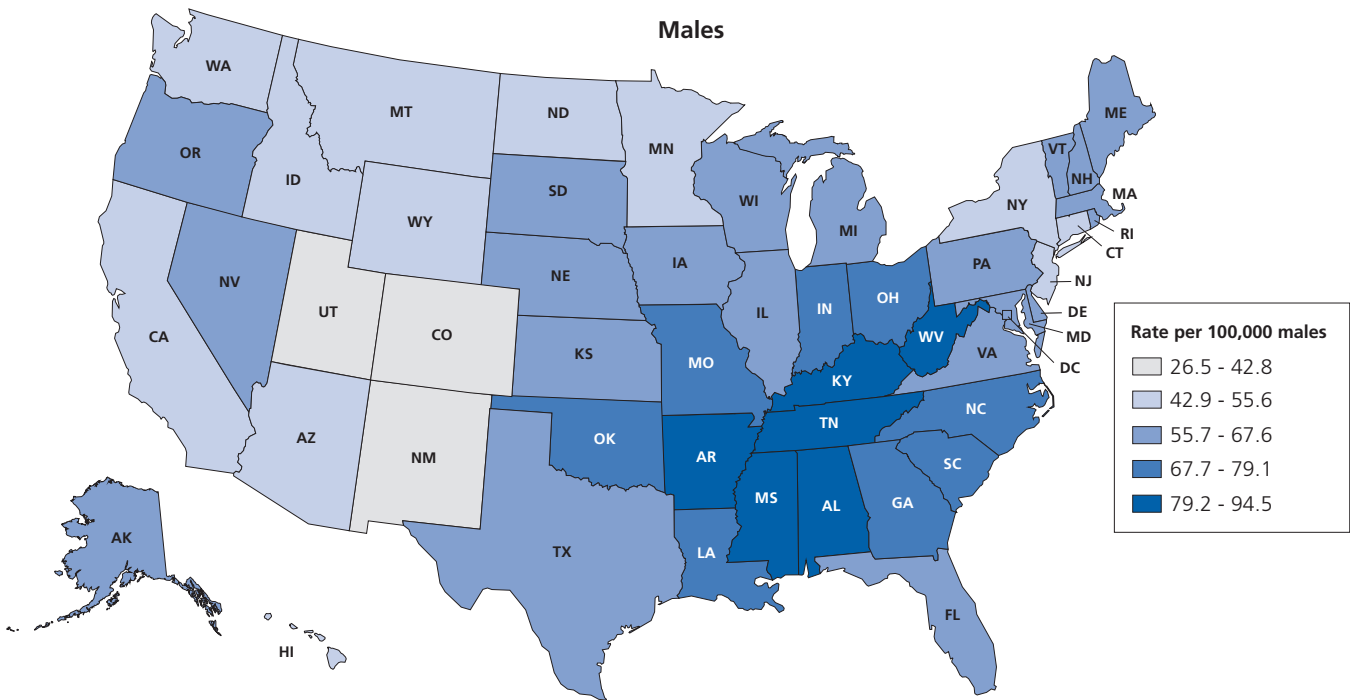 Males
WA
MT
ND
MN
ME
OR
ID
SD
WI
VT
NH
MA
WY
MI
NY
RI
CT
IA
PA
NJ
NV
NE
UT
CO
IL
IN
OH
DE
MD
CA
KS
MO
WV
VA
DC
KY
AZ
NM
OK
AR
TN
NC
SC
MS
AL
GA
AK
TX
LA
FL
HI
Rate per 100,000 males
26.5 - 42.8
42.9 - 55.6
55.7 - 67.6
67.7 - 79.1
79.2 - 94.5